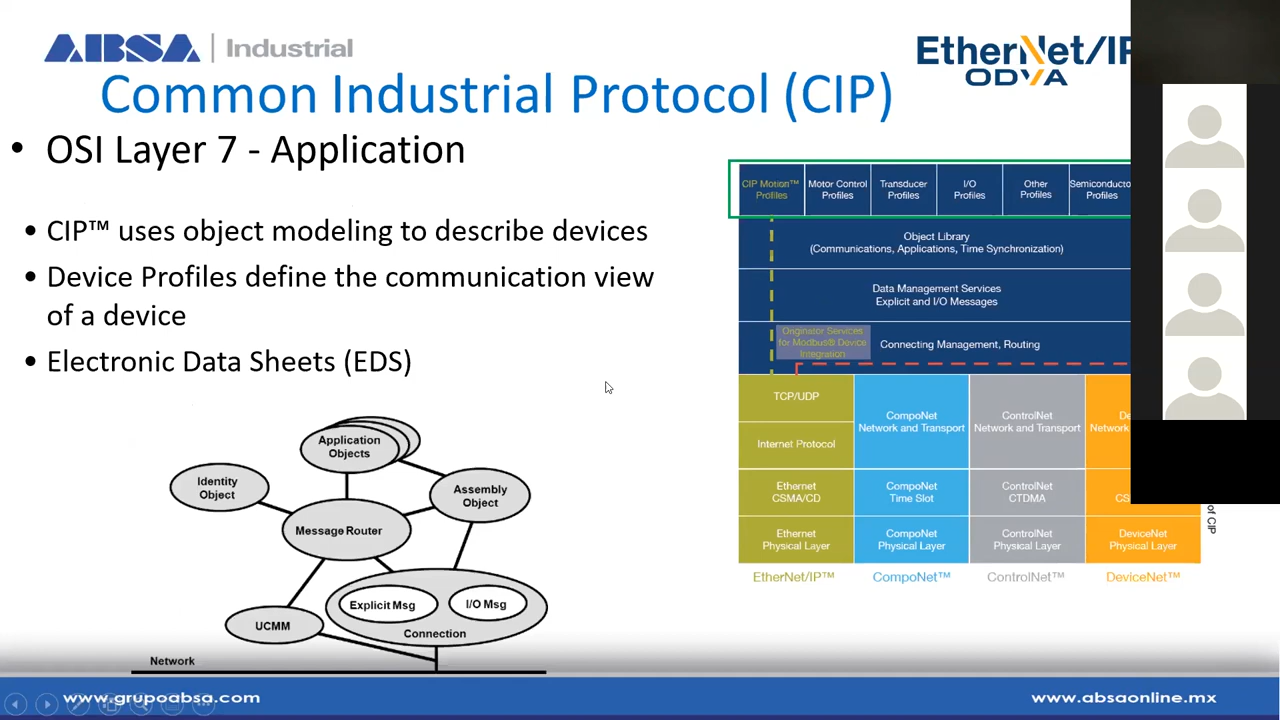 ABSA | Industrial
EtherNet/IP
ODVA
Common Industrial Protocol (CIP)
• OSI Layer 7 - Application
• CIP™ uses object modeling to describe devices
• Device Profiles define the communication view
of a device
• Electronic Data Sheets (EDS)
CIP Motion™
Profiles
Motor Control
Profiles
Transducer
Profiles
I/O
Profiles
Other
Profiles
Semiconducto
Profiles
Object Library
(Communications, Applications, Time Synchronization)
Data Management Services
Explicit and I/O Messages
Originator Services
for Modbus® Device
Integration
Connecting Management, Routing
TCP/UDP
Internet Protocol
Ethernet
CSMA/CD
Ethernet
Physical Layer
EtherNet/IP™
CompoNet
Network and Transport
CompoNet
Time Slot
CompoNet
Physical Layer
CompoNet™
ControlNet
Network and Transport
ControlNet
CTDMA
ControlNet
Physical Layer
ControlNet™
De
Network
CS
DeviceNet
Physical Layer
DeviceNet™
of CIP
Application
Objects
Identity
Object
Assembly
Object
Message Router
Explicit Msg
I/O Msg
Connection
UCMM
Network
www.grupoabsa.com
www.absaonline.mx